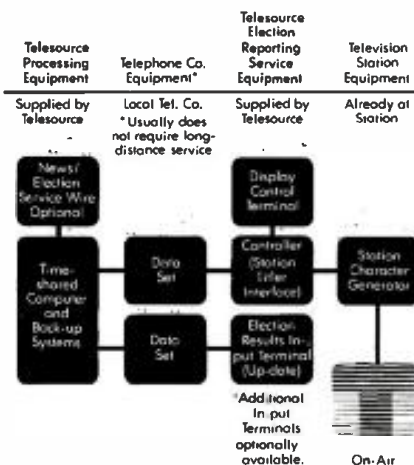 Telesource
Processing
Equipment
Telephone Co.
Equipment*
Telesource
Election
Reporting
Service
Equipment
Television
Station
Equipment
Supplied by
Telesource
Local Tel. Co.
*Usually does
not require long-
distance service
Supplied by
Telesource
Already at
Station
News/
Election
Service Wire
Optional
Display
Control
Terminal
Time-
shared
Computer
and
Back-up
Systems
Data
Set
Controller
(Station
Titler
Interface)
Station
Character
Generator
Data
Set
Election
Results In-
put Terminal
(Up-date)
*Additional
Input
Terminals
optionally
available.
On-Air